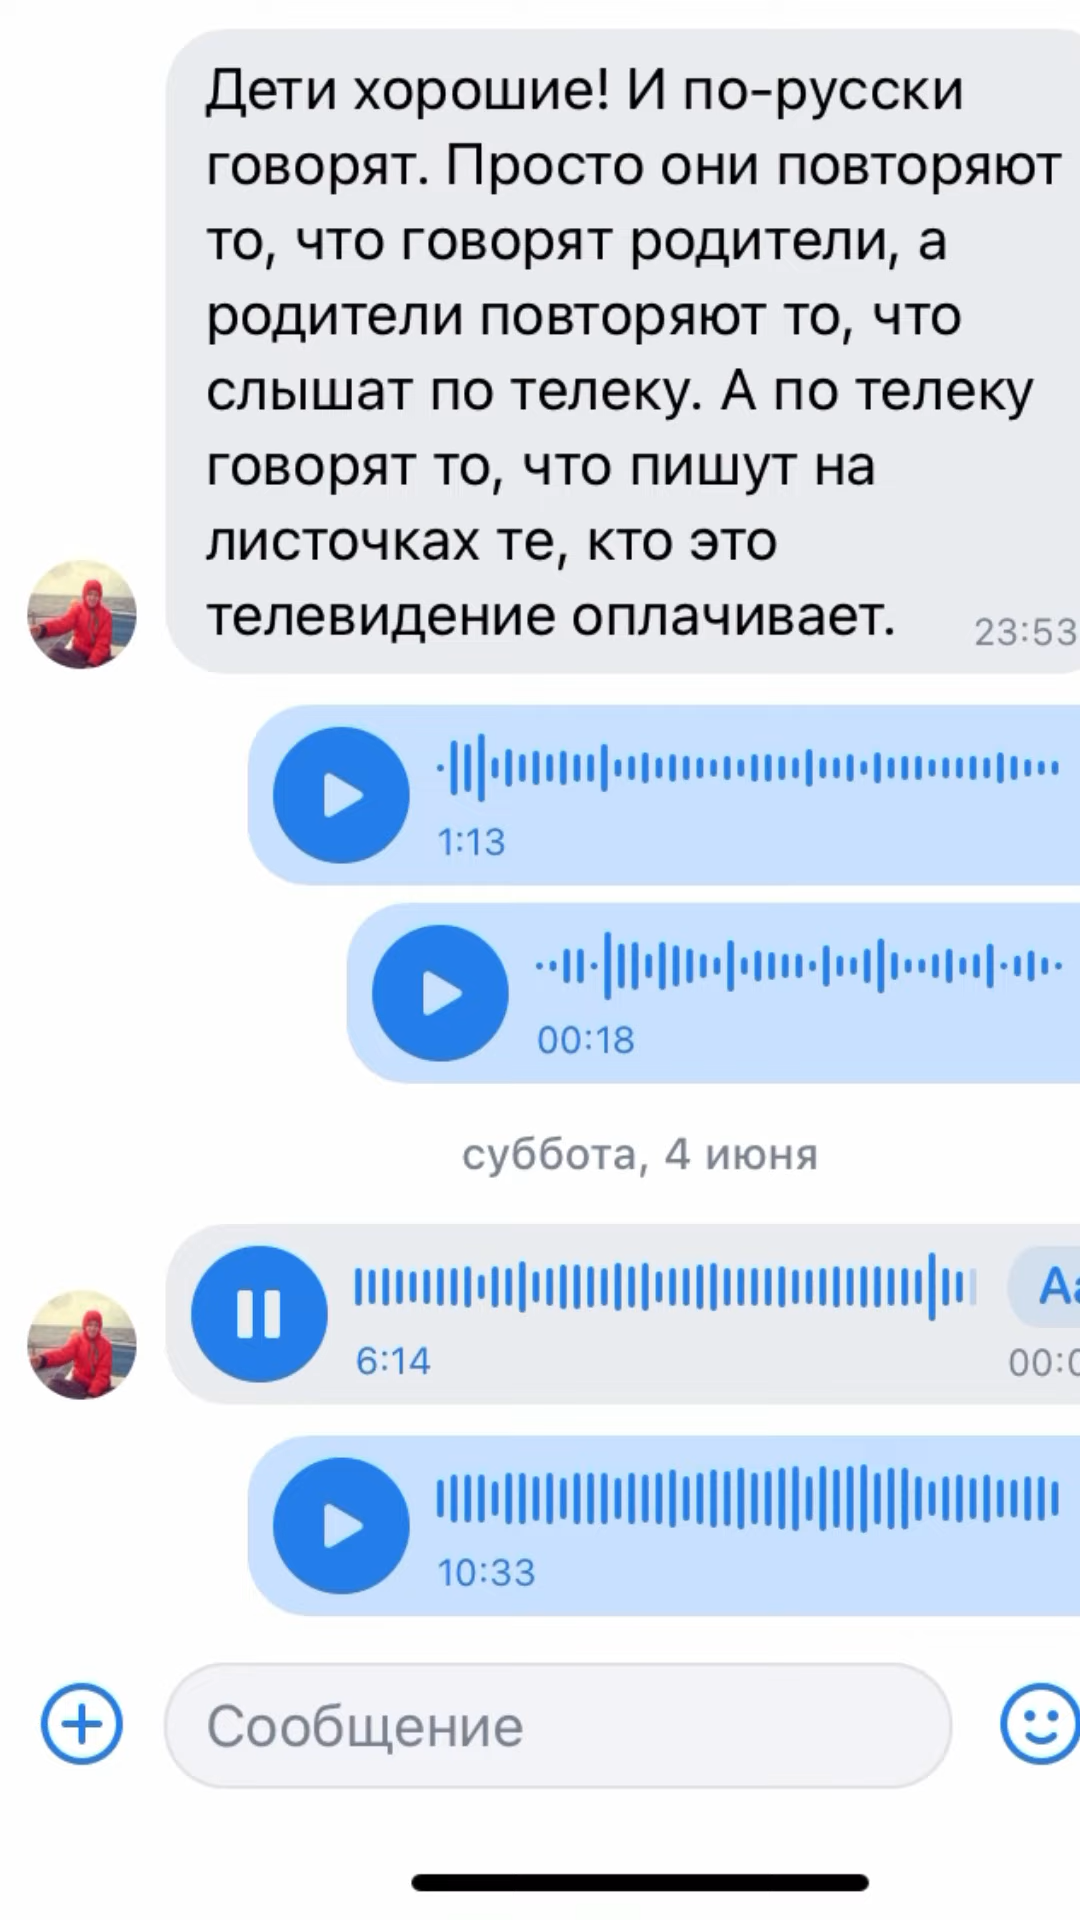 Дети хорошие! И по-русски
говорят. Просто они повторяют
то, что говорят родители, а
родители повторяют то, что
слышат по телеку. А по телеку
говорят то, что пишут на
листочках те, кто это
телевидение оплачивает.
23:53
1:13
00:18
суббота, 4 июня
6:14
10:33
Сообщение